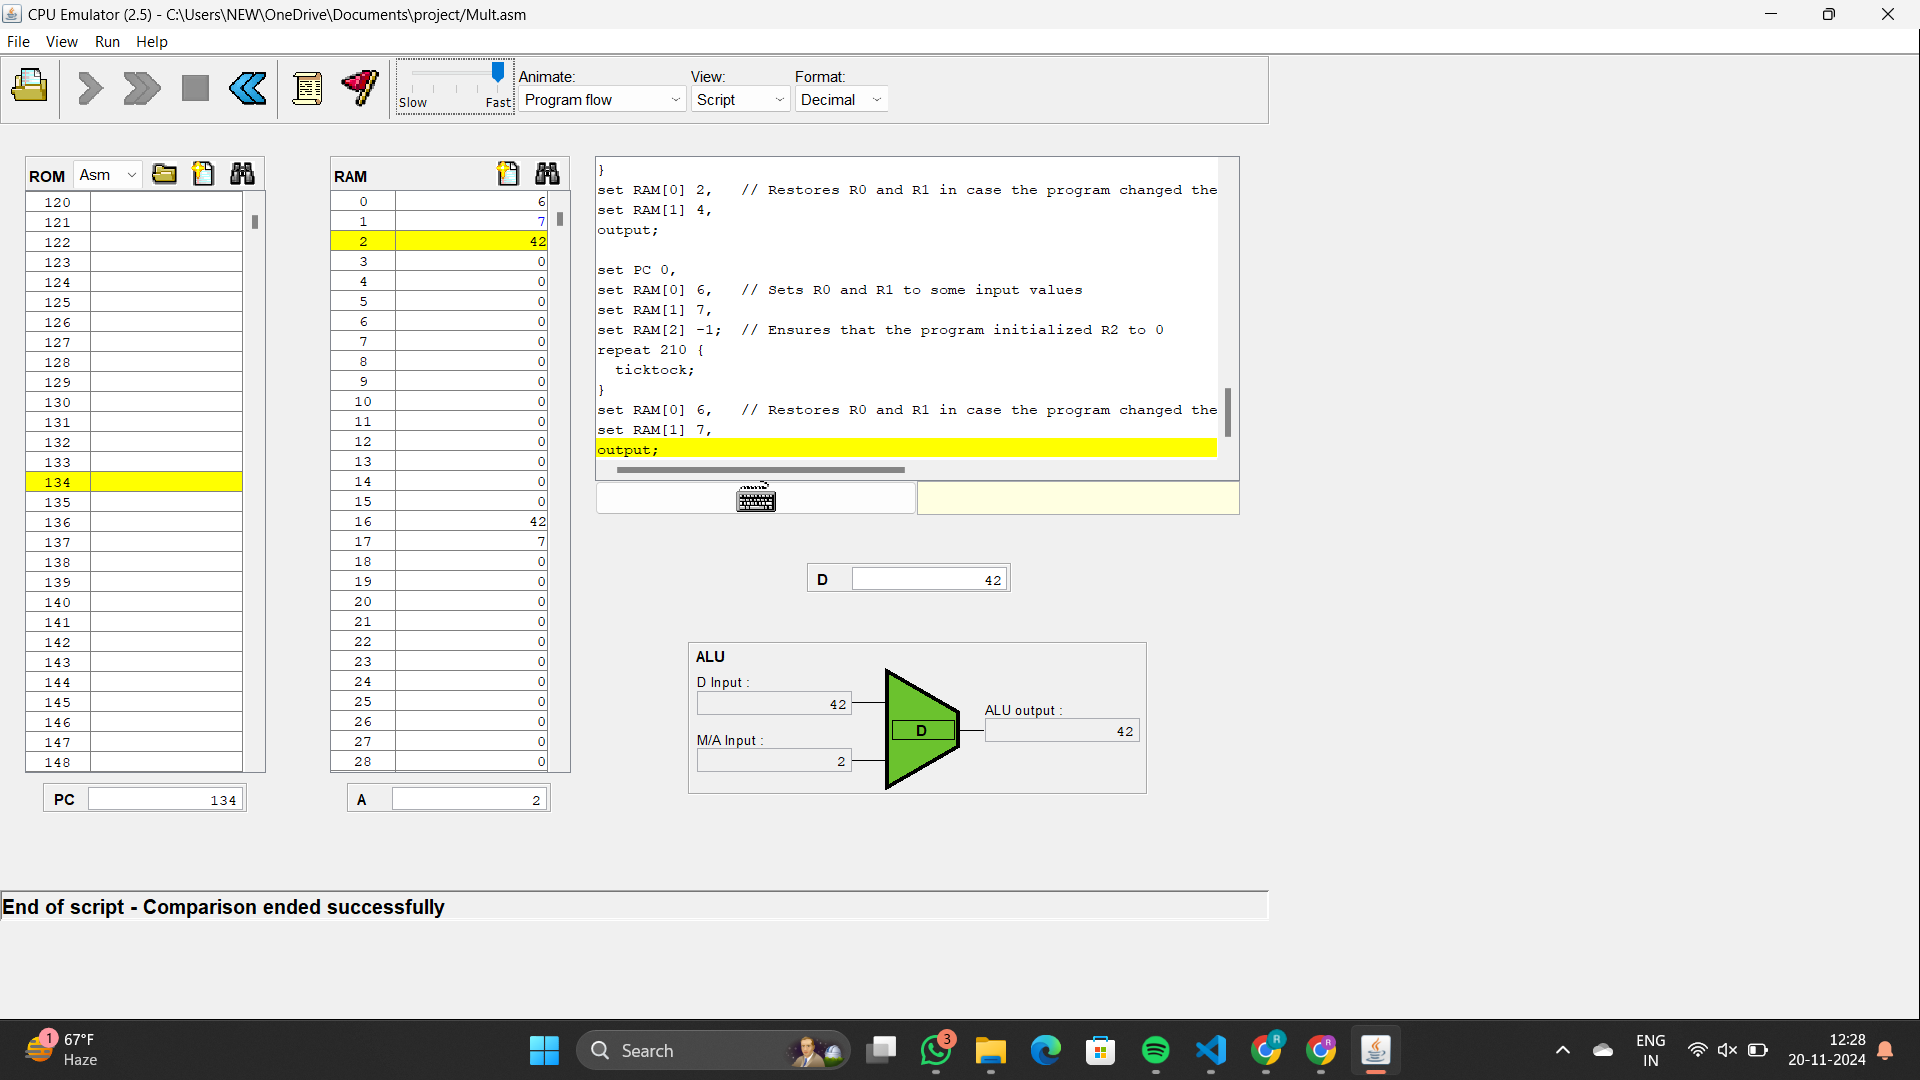 CPU Emulator (2.5) - C:\Users\NEW\OneDrive\Documents\project/Mult.asm
File View Run Help
Slow Fast
Animate:
Program flow
View:
Script
Format:
Decimal
ROM Asm
120
121
122
123
124
125
126
127
128
129
130
131
132
133
134
135
136
137
138
139
140
141
142
143
144
145
146
147
148
PC 134
RAM
0 6
1 7
2 42
3 0
4 0
5 0
6 0
7 0
8 0
9 0
10 0
11 0
12 0
13 0
14 0
15 0
16 42
17 7
18 0
19 0
20 0
21 0
22 0
23 0
24 0
25 0
26 0
27 0
28 0
A 2
}
set RAM[0] 2, // Restores R0 and R1 in case the program changed the
set RAM[1] 4,
output;
set PC 0,
set RAM[0] 6, // Sets R0 and R1 to some input values
set RAM[1] 7,
set RAM[2] -1; // Ensures that the program initialized R2 to 0
repeat 210 {
ticktock;
}
set RAM[0] 6, // Restores R0 and R1 in case the program changed the
set RAM[1] 7,
output;
D 42
ALU
D Input :
42
M/A Input :
2
D
ALU output :
42
End of script - Comparison ended successfully
1
67°F
Haze
Search
3
R
R
ENG
IN
12:28
20-11-2024